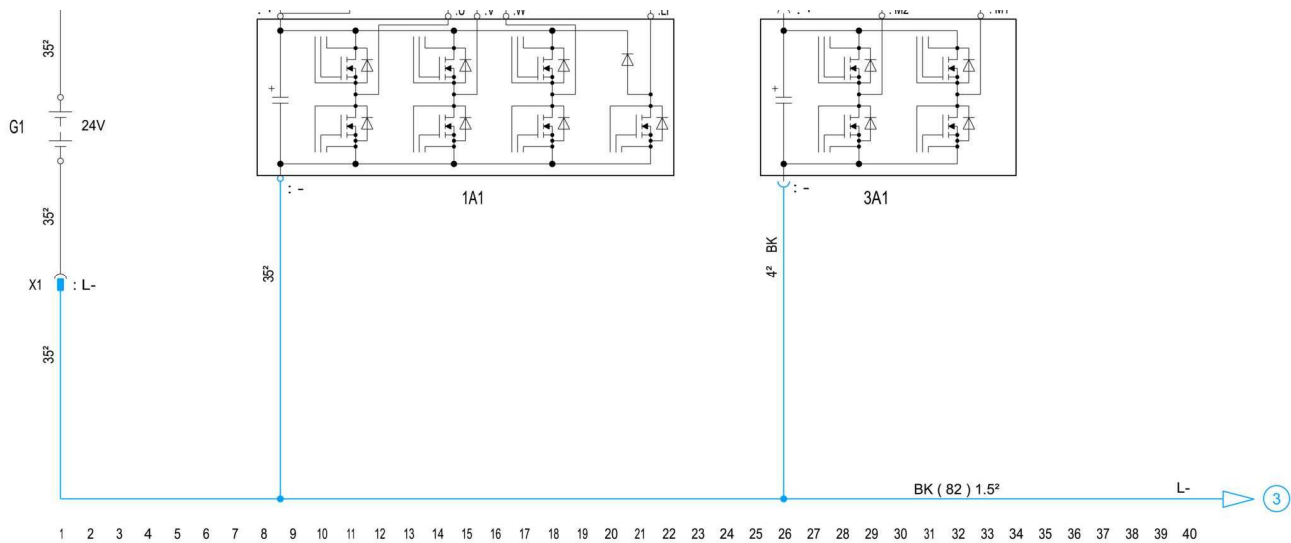 :U :V :W
35²
+ +
G1 24V
: - : -
1A1 3A1
35²
4² BK
35²
X1 : L-
35²
BK ( 82 ) 1.5² L- 3
1 2 3 4 5 6 7 8 9 10 11 12 13 14 15 16 17 18 19 20 21 22 23 24 25 26 27 28 29 30 31 32 33 34 35 36 37 38 39 40